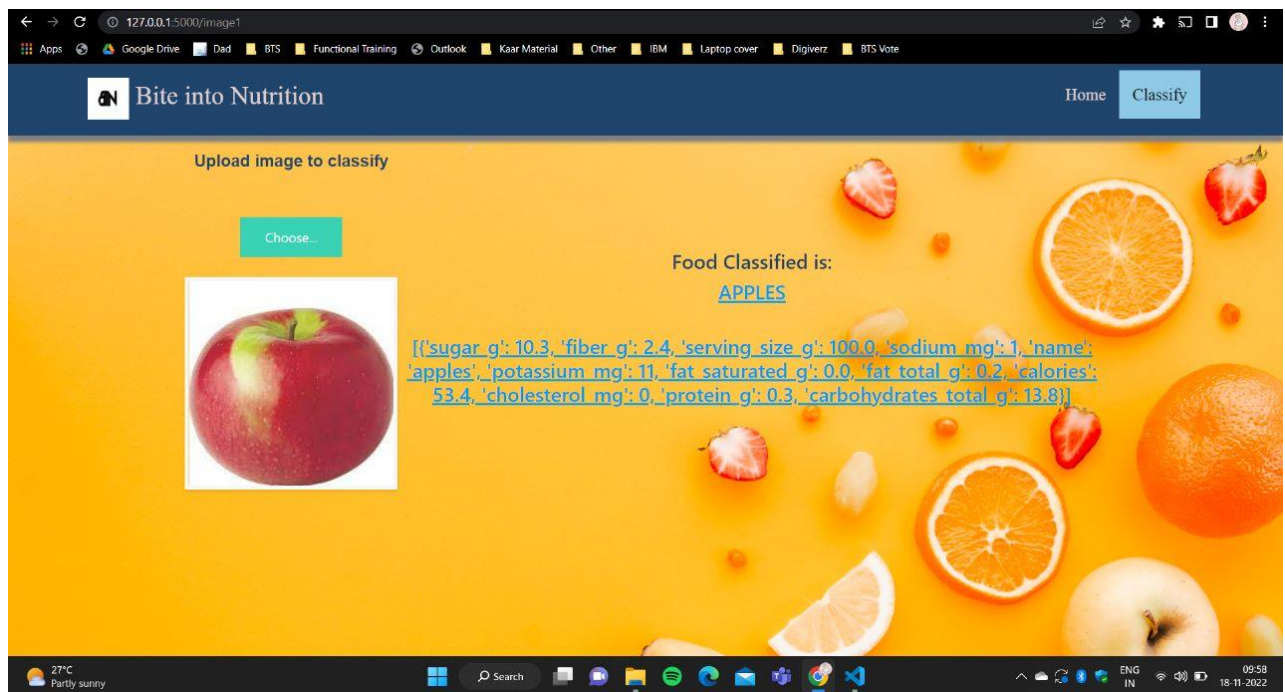 127.0.0.1:5000/image1
Apps Google Drive Dad BTS Functional Training Outlook Kaar Material Other IBM Laptop cover Digiverz BTS Vote
Bite into Nutrition
Home Classify
Upload image to classify
Choose...
Food Classified is:
APPLES
[{'sugar_g': 10.3, 'fiber_g': 2.4, 'serving_size_g': 100.0, 'sodium_mg': 1, 'name':
'apples', 'potassium_mg': 11, 'fat_saturated_g': 0.0, 'fat_total_g': 0.2, 'calories':
53.4, 'cholesterol_mg': 0, 'protein_g': 0.3, 'carbohydrates_total_g': 13.8}]
27°C
Partly sunny
Search
ENG
IN
09:58
18-11-2022